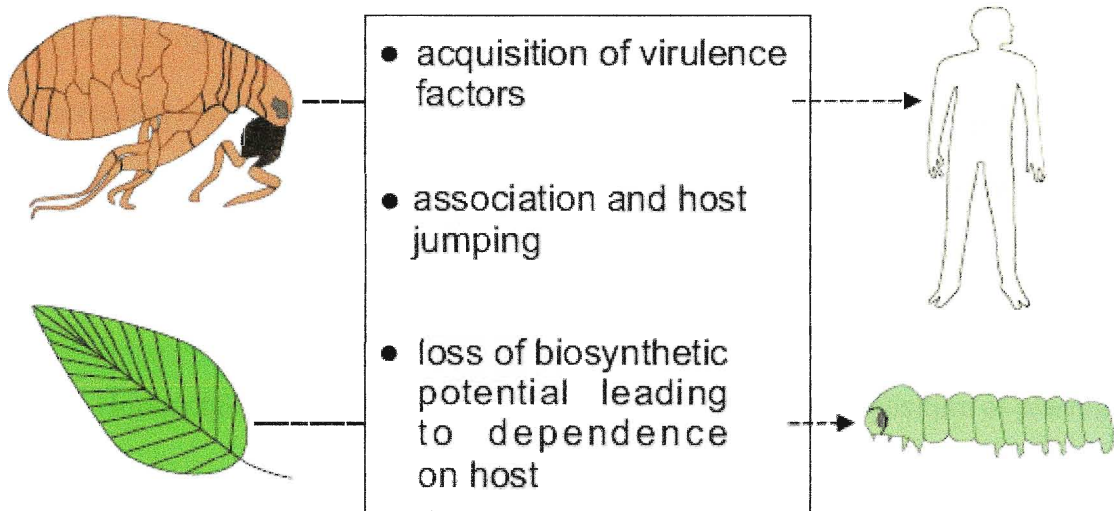 • acquisition of virulence
factors
• association and host
jumping
• loss of biosynthetic
potential leading
to dependence
on host